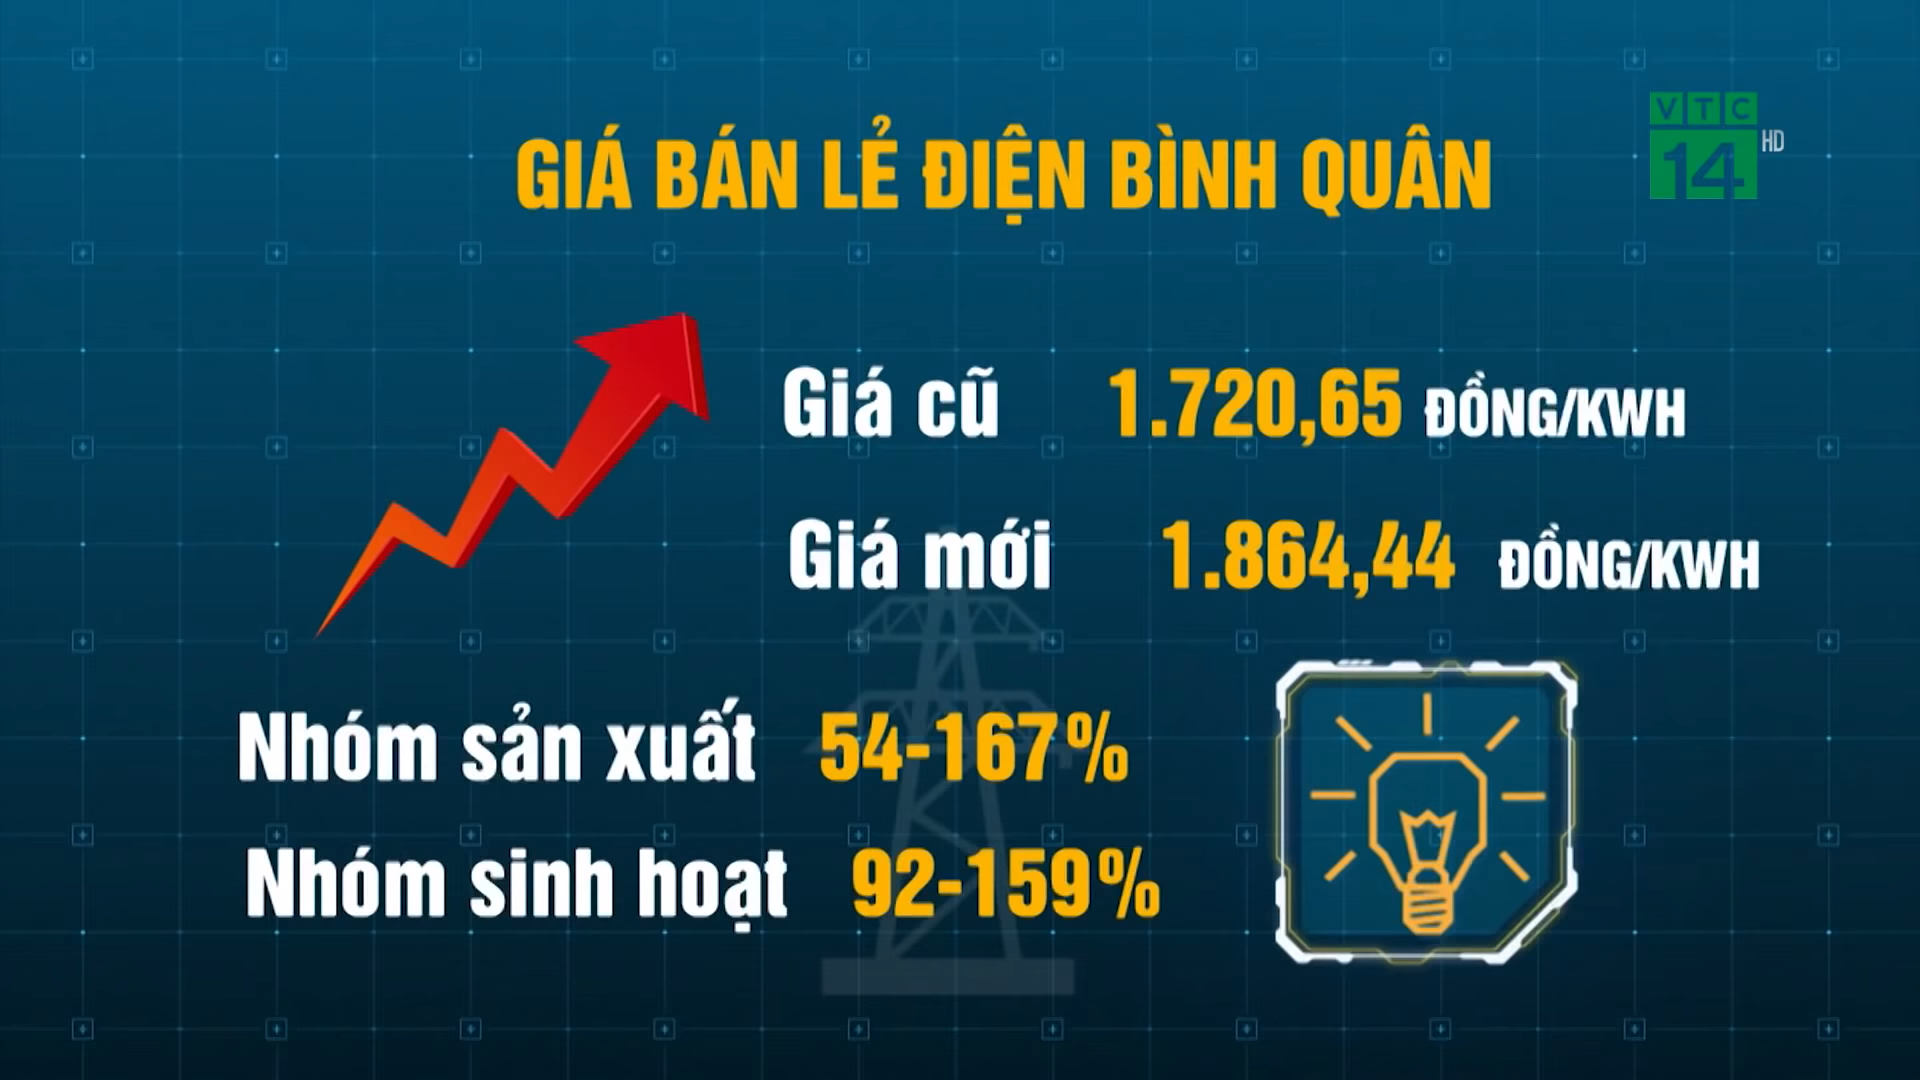 VTC
14 HD
GIÁ BÁN LẺ ĐIỆN BÌNH QUÂN
Giá cũ 1.720,65 ĐỒNG/KWH
Giá mới 1.864,44 ĐỒNG/KWH
Nhóm sản xuất 54-167%
Nhóm sinh hoạt 92-159%